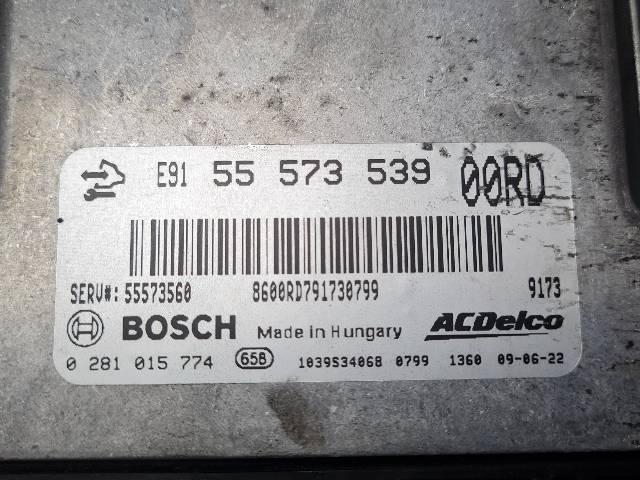 E91 55 573 539 00RD
SERV#: 55573560 8600RD791730799 9173
BOSCH Made in Hungary ACDelco
0 281 015 774 658 1039S34068 0799 1360 09-06-22